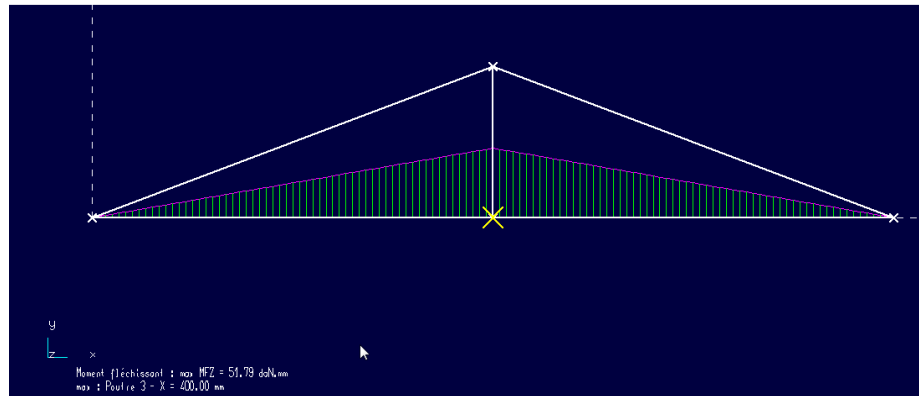 y
z x
Moment fléchissant : max MFZ = 51.79 daN.mm
max : Poutre 3 - X = 400.00 mm